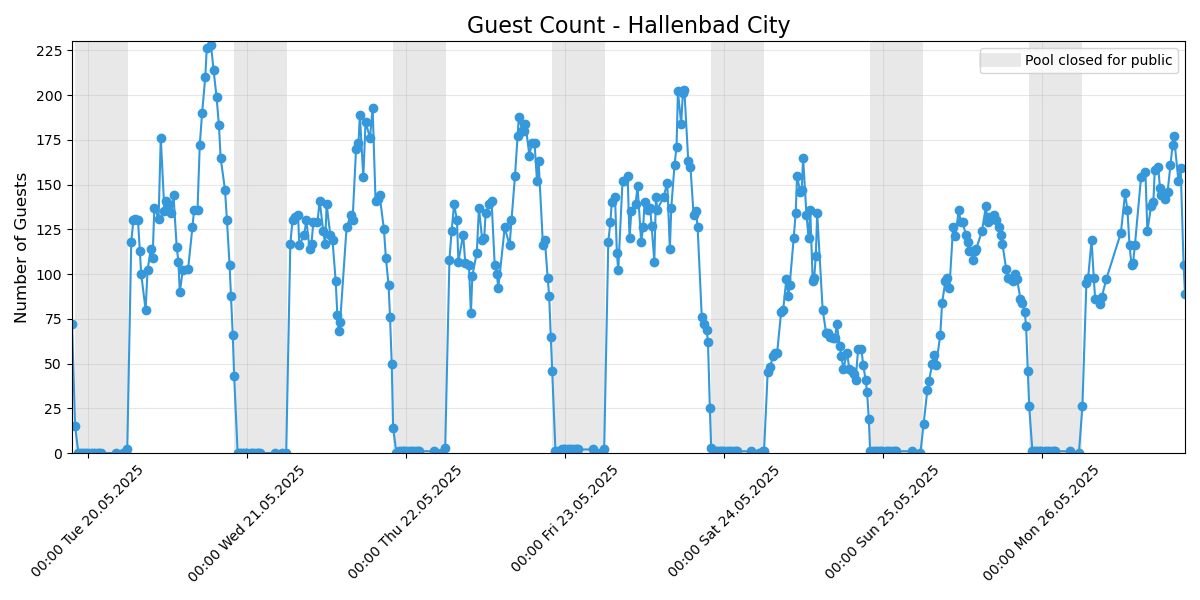 Guest Count - Hallenbad City
Pool closed for public
Number of Guests
225
200
175
150
125
100
75
50
25
0
00:00 Tue 20.05.2025
00:00 Wed 21.05.2025
00:00 Thu 22.05.2025
00:00 Fri 23.05.2025
00:00 Sat 24.05.2025
00:00 Sun 25.05.2025
00:00 Mon 26.05.2025